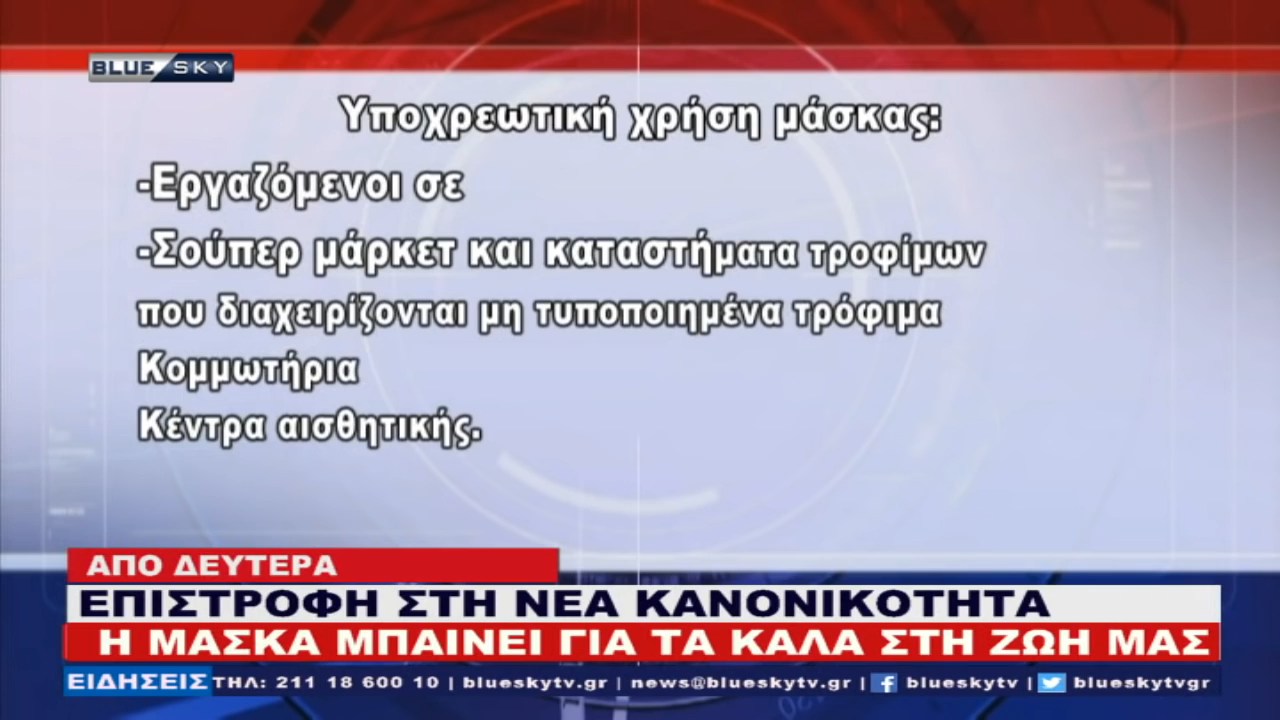 BLUE SKY
Υποχρεωτική χρήση μάσκας:
-Εργαζόμενοι σε
-Σούπερ μάρκετ και καταστήματα τροφίμων
που διαχειρίζονται μη τυποποιημένα τρόφιμα
Κομμωτήρια
Κέντρα αισθητικής.
ΑΠΟ ΔΕΥΤΕΡΑ
ΕΠΙΣΤΡΟΦΗ ΣΤΗ ΝΕΑ ΚΑΝΟΝΙΚΟΤΗΤΑ
Η ΜΑΣΚΑ ΜΠΑΙΝΕΙ ΓΙΑ ΤΑ ΚΑΛΑ ΣΤΗ ΖΩΗ ΜΑΣ
ΕΙΔΗΣΕΙΣ ΤΗΛ: 211 18 600 10 | blueskytv.gr | news@blueskytv.gr | f blueskytv | blueskytvgr